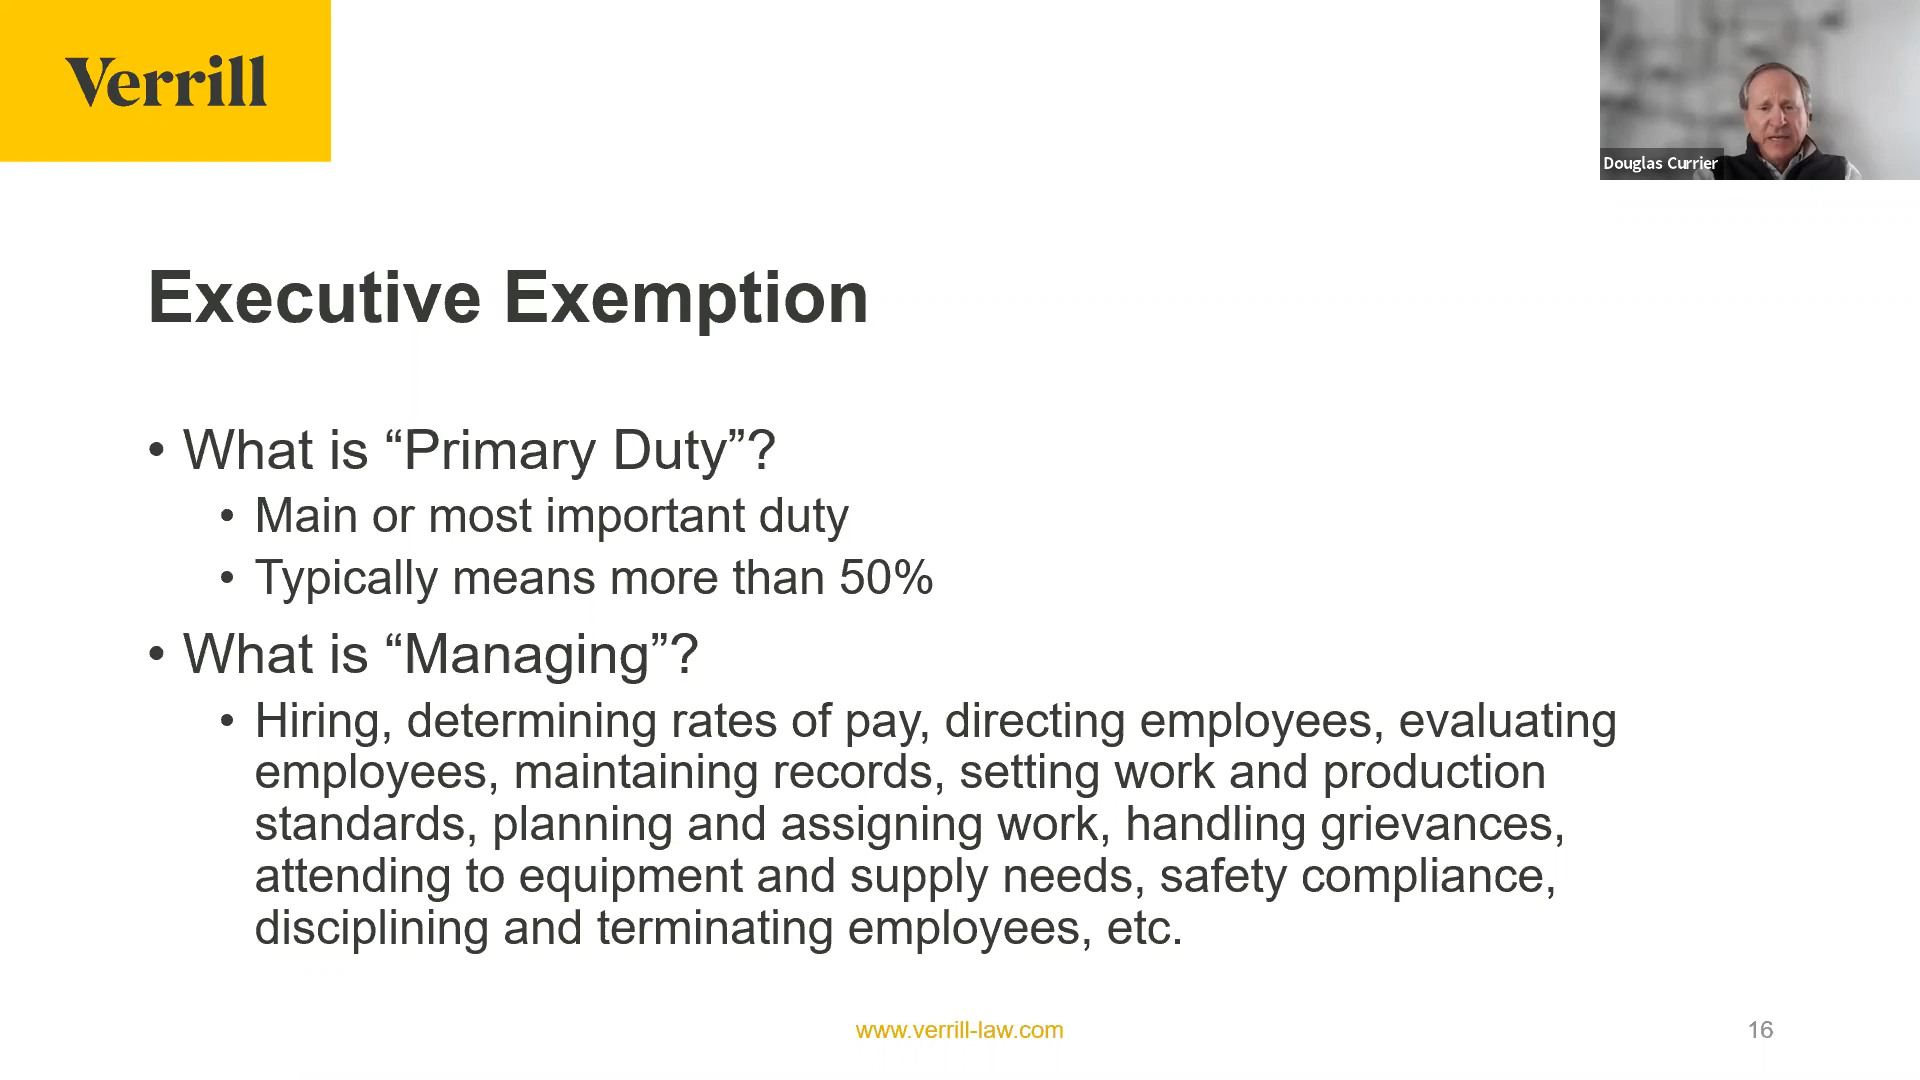 Verrill
Douglas Currier
Executive Exemption
• What is “Primary Duty”?
• Main or most important duty
• Typically means more than 50%
• What is “Managing”?
• Hiring, determining rates of pay, directing employees, evaluating
employees, maintaining records, setting work and production
standards, planning and assigning work, handling grievances,
attending to equipment and supply needs, safety compliance,
disciplining and terminating employees, etc.
www.verrill-law.com
16